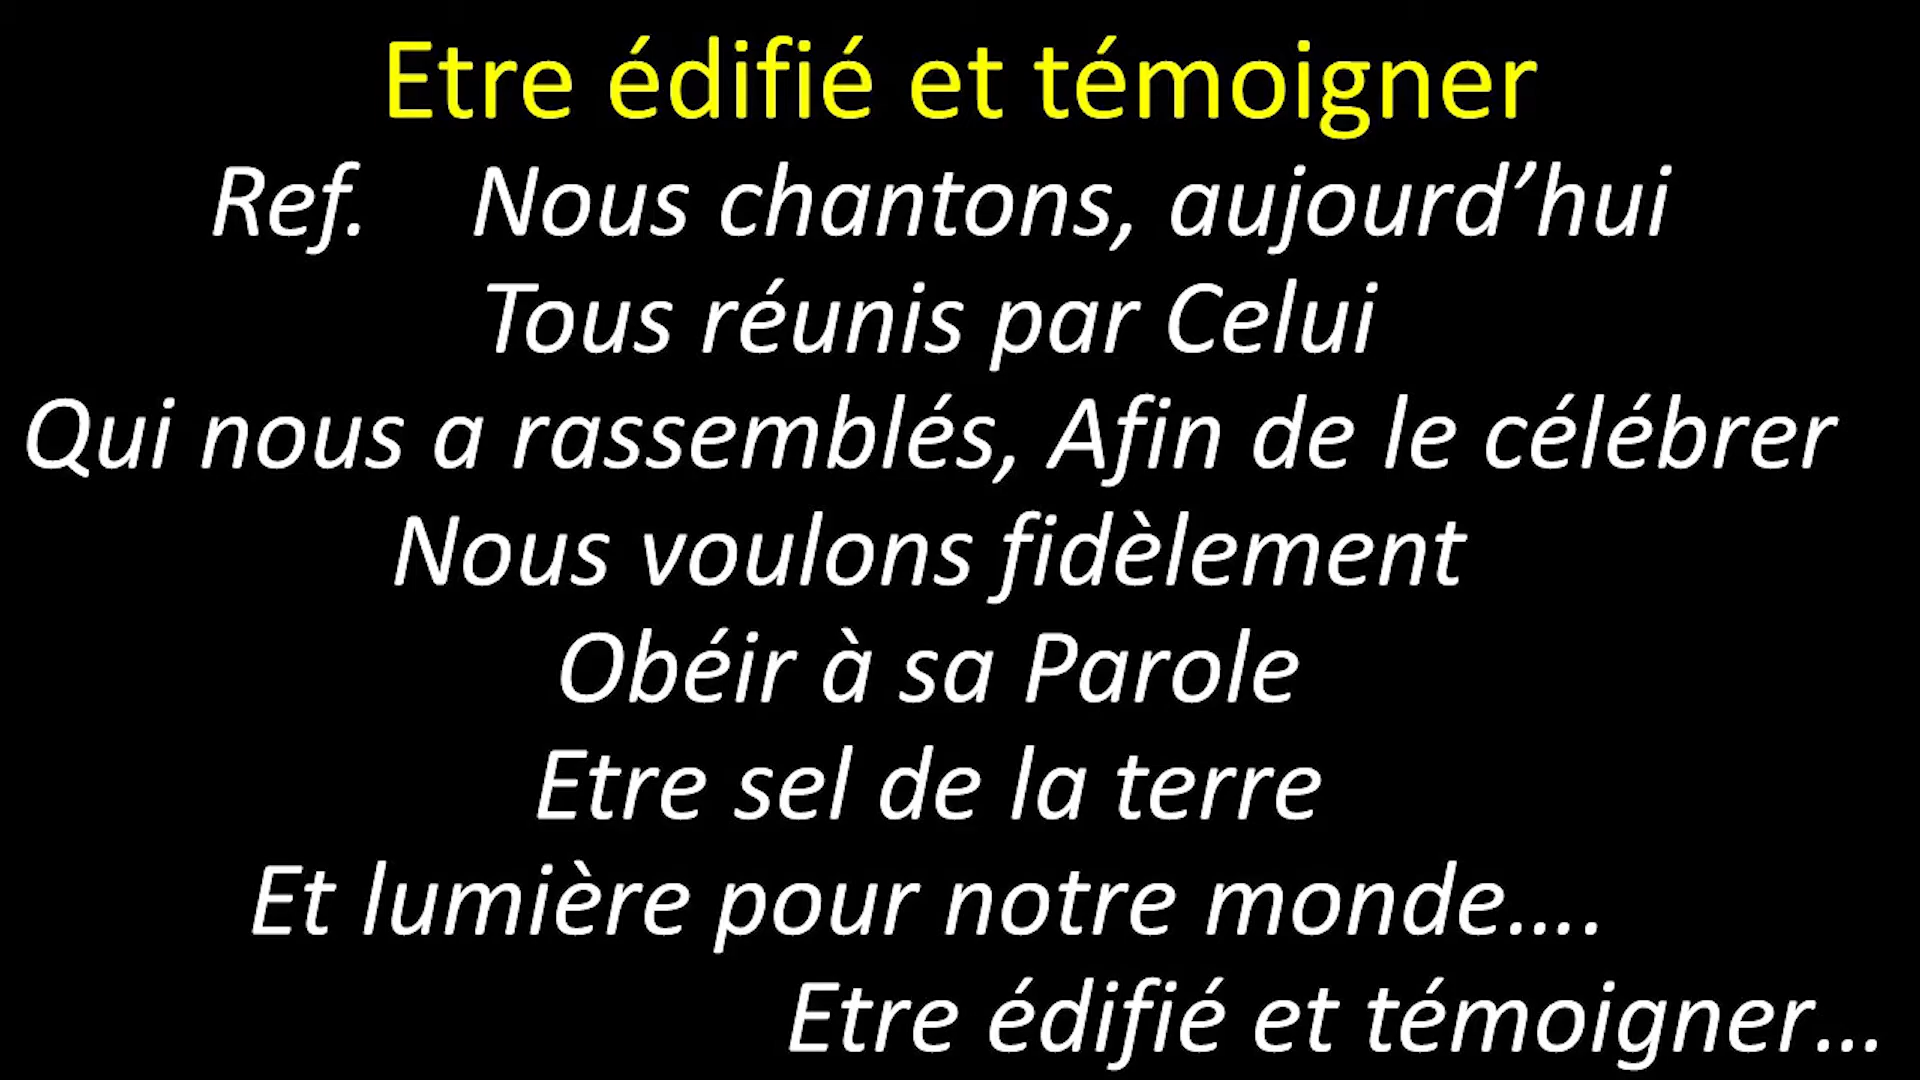 Etre édifié et témoigner
Ref. Nous chantons, aujourd’hui
Tous réunis par Celui
Qui nous a rassemblés, Afin de le célébrer
Nous voulons fidèlement
Obéir à sa Parole
Etre sel de la terre
Et lumière pour notre monde….
Etre édifié et témoigner…